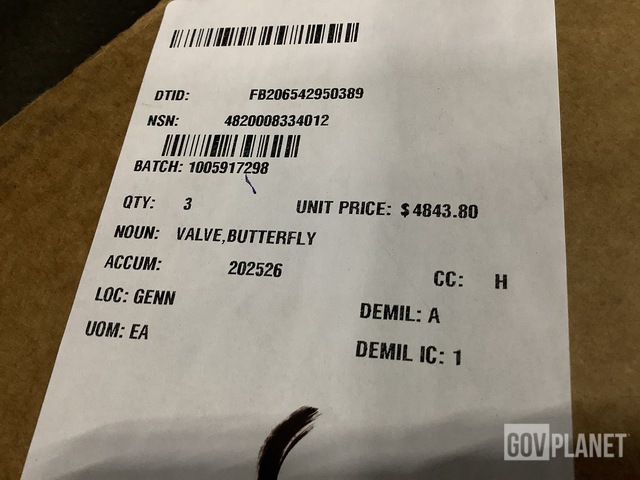 DTID: FB206542950389
NSN: 4820008334012
BATCH: 1005917298
QTY: 3 UNIT PRICE: $4843.80
NOUN: VALVE,BUTTERFLY
ACCUM: 202526 CC: H
LOC: GENN DEMIL: A
UOM: EA DEMIL IC: 1
GOVPLANET